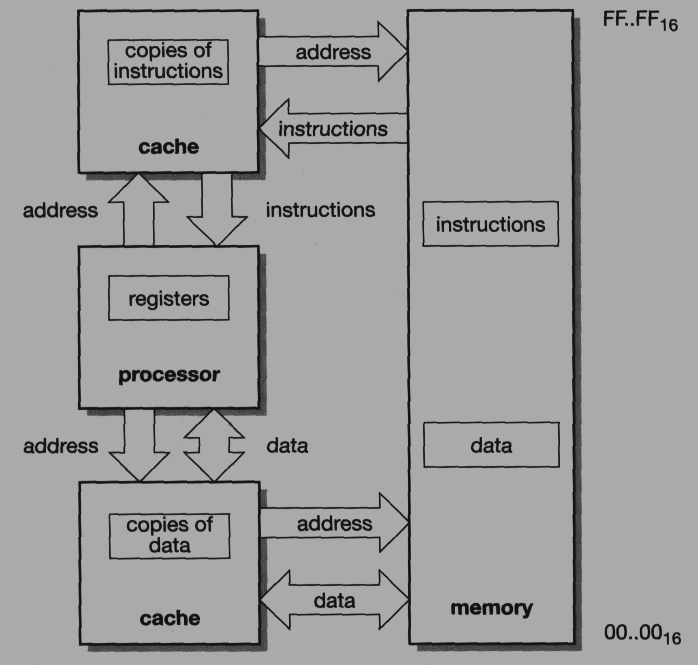 copies of
instructions
cache
address
instructions
FF..FF₁₆
address
instructions
instructions
registers
processor
address
data
data
copies of
data
cache
address
data
memory
00..00₁₆